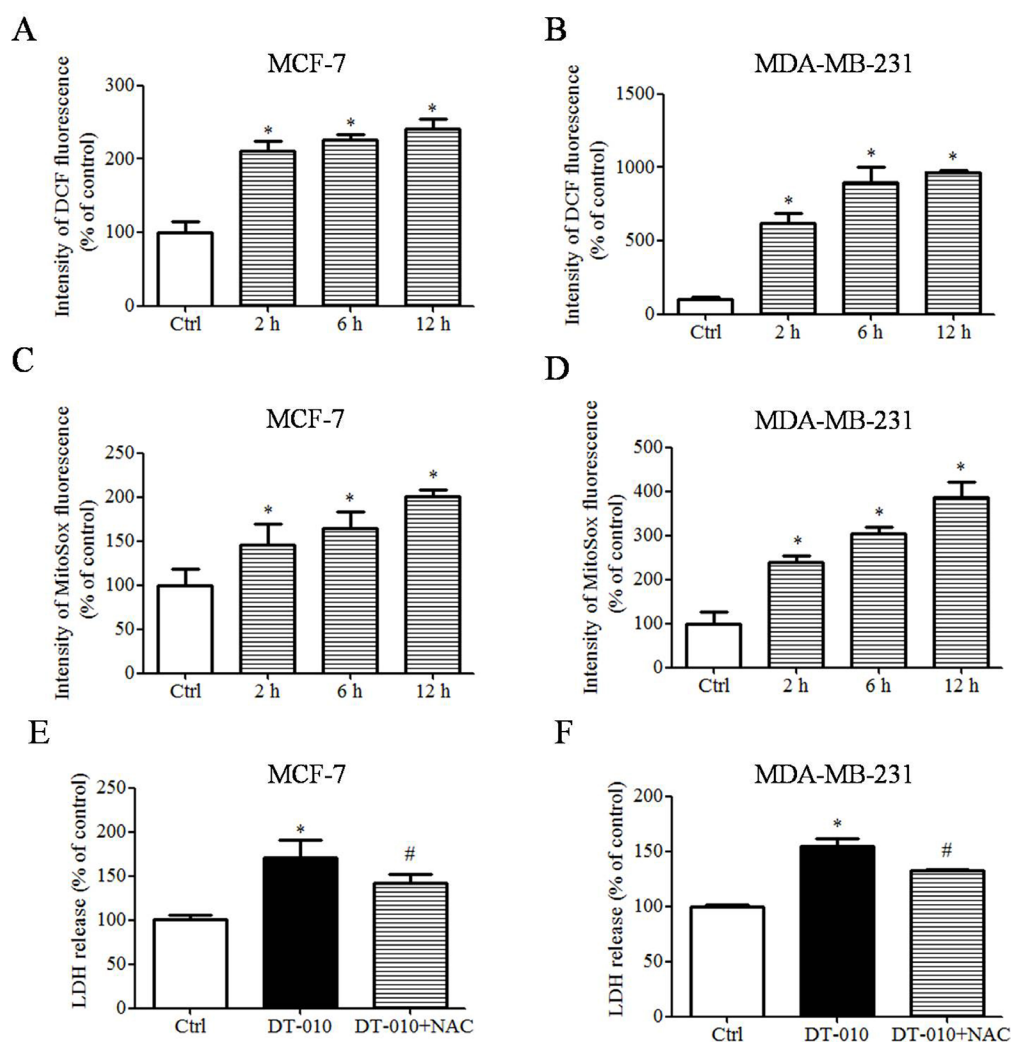 A
MCF-7
Intensity of DCF fluorescence
(% of control)
300
200
100
0
*
*
*
Ctrl 2 h 6 h 12 h
B
MDA-MB-231
Intensity of DCF fluorescence
(% of control)
1500
1000
500
0
*
*
*
Ctrl 2 h 6 h 12 h
C
MCF-7
Intensity of MitoSox fluorescence
(% of control)
250
200
150
100
50
0
*
*
*
Ctrl 2 h 6 h 12 h
D
MDA-MB-231
Intensity of MitoSox fluorescence
(% of control)
500
400
300
200
100
0
*
*
*
Ctrl 2 h 6 h 12 h
E
MCF-7
LDH release (% of control)
250
200
150
100
50
0
*
#
Ctrl DT-010 DT-010+NAC
F
MDA-MB-231
LDH release (% of control)
200
150
100
50
0
*
#
Ctrl DT-010 DT-010+NAC